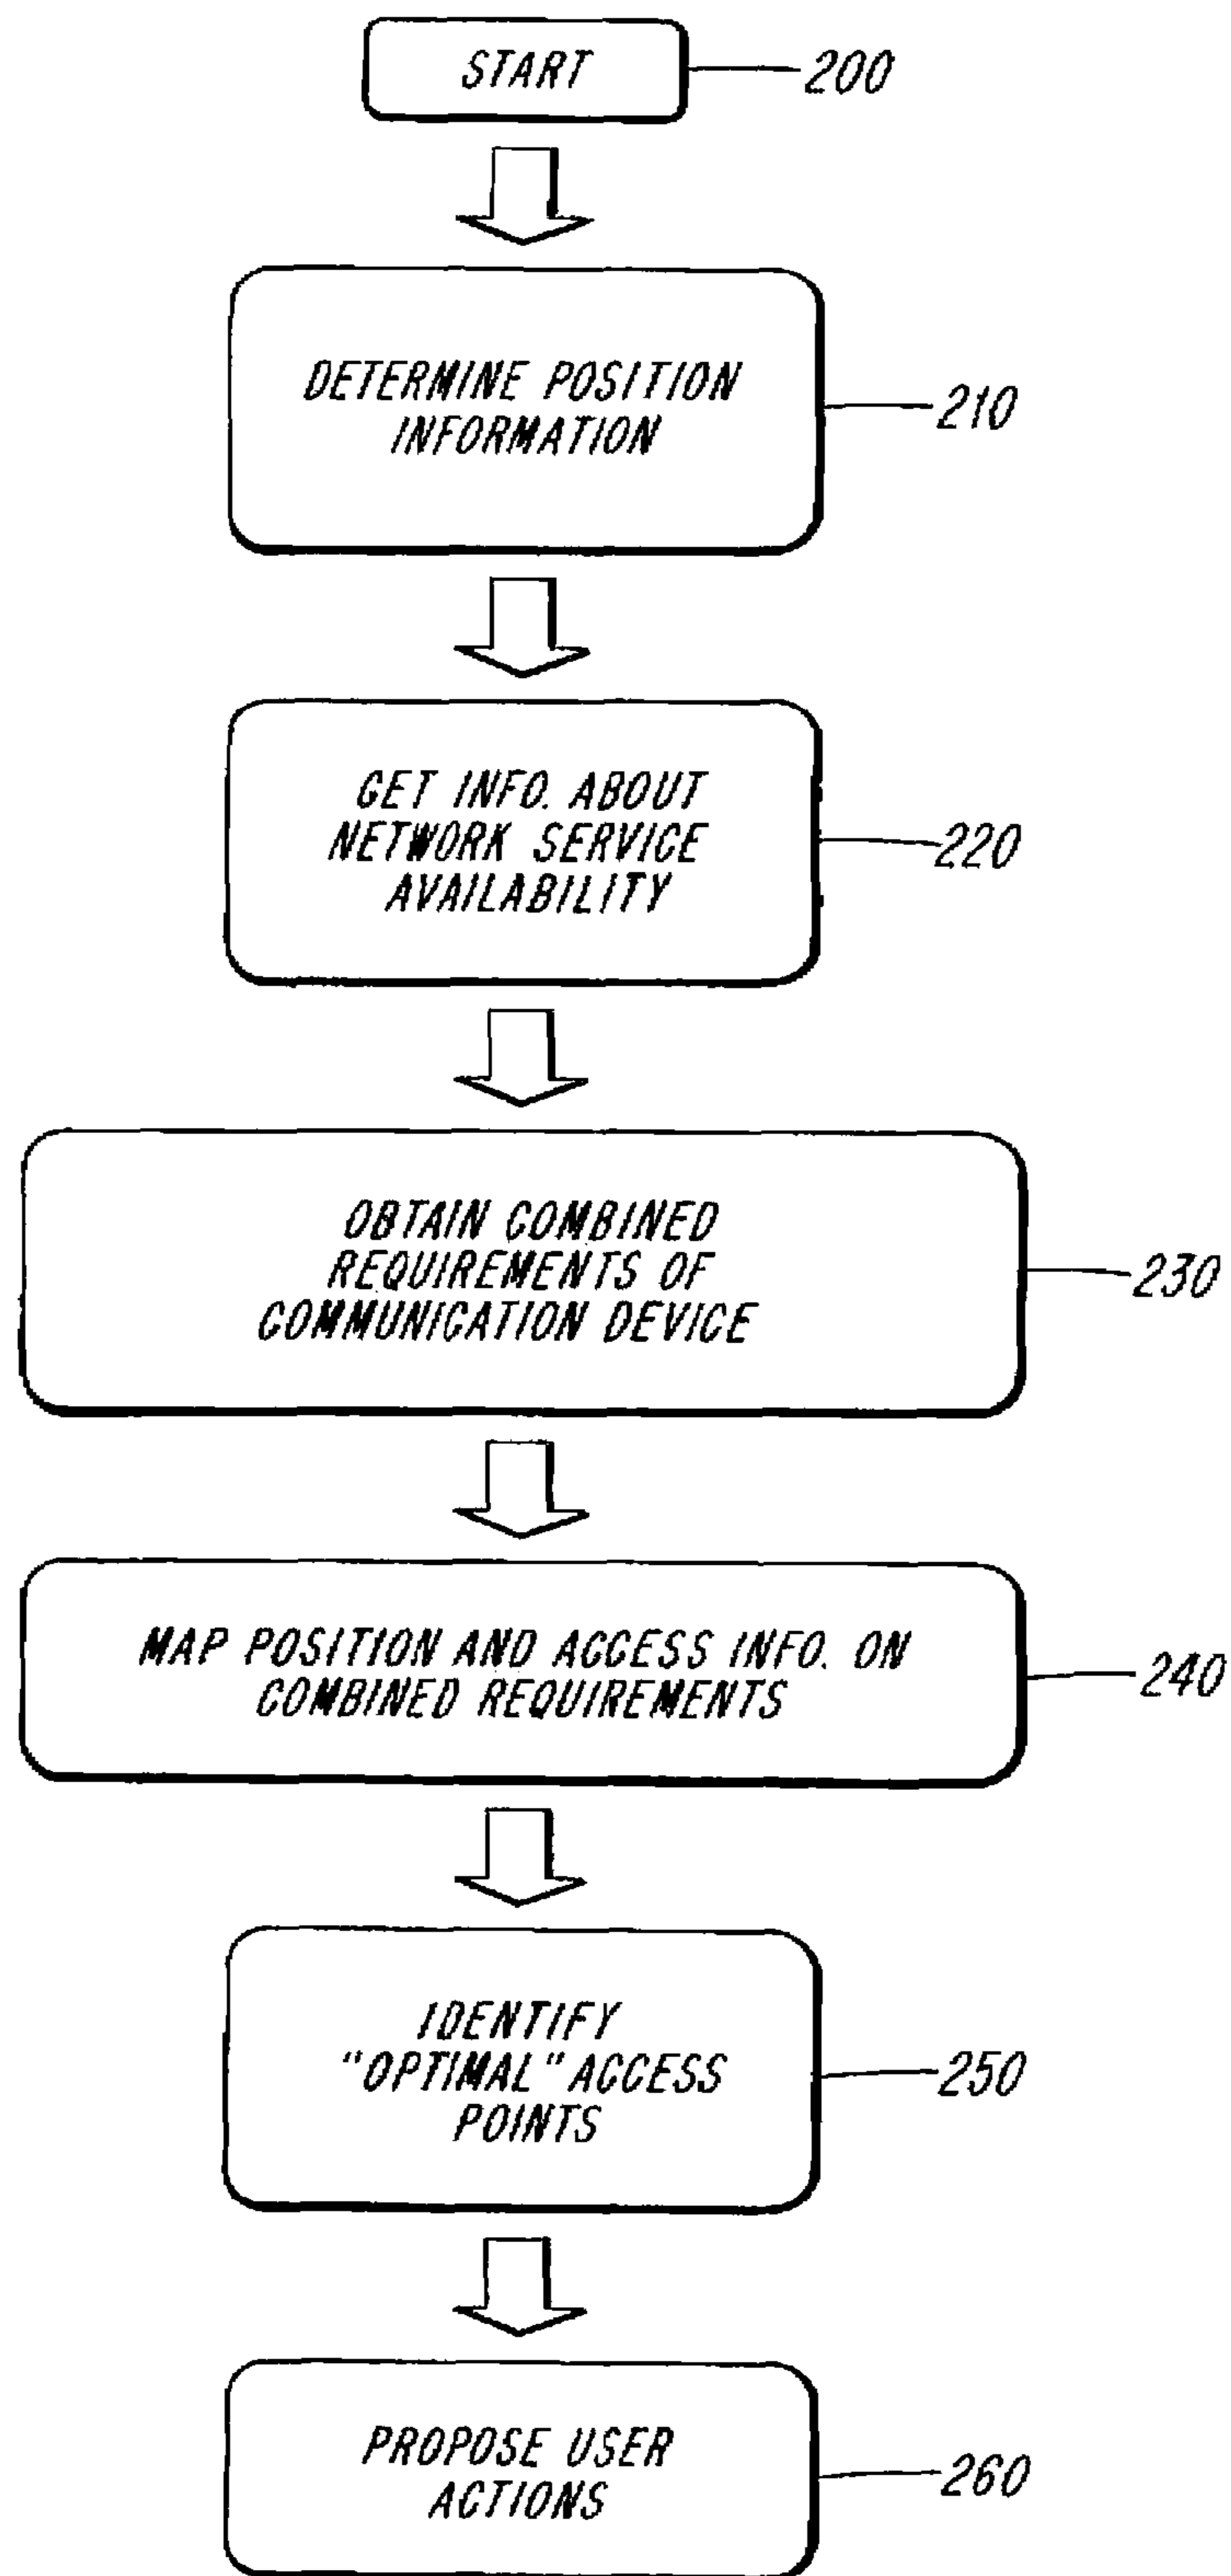 START
200
DETERMINE POSITION
INFORMATION
210
GET INFO. ABOUT
NETWORK SERVICE
AVAILABILITY
220
OBTAIN COMBINED
REQUIREMENTS OF
COMMUNICATION DEVICE
230
MAP POSITION AND ACCESS INFO. ON
COMBINED REQUIREMENTS
240
IDENTIFY
"OPTIMAL" ACCESS
POINTS
250
PROPOSE USER
ACTIONS
260